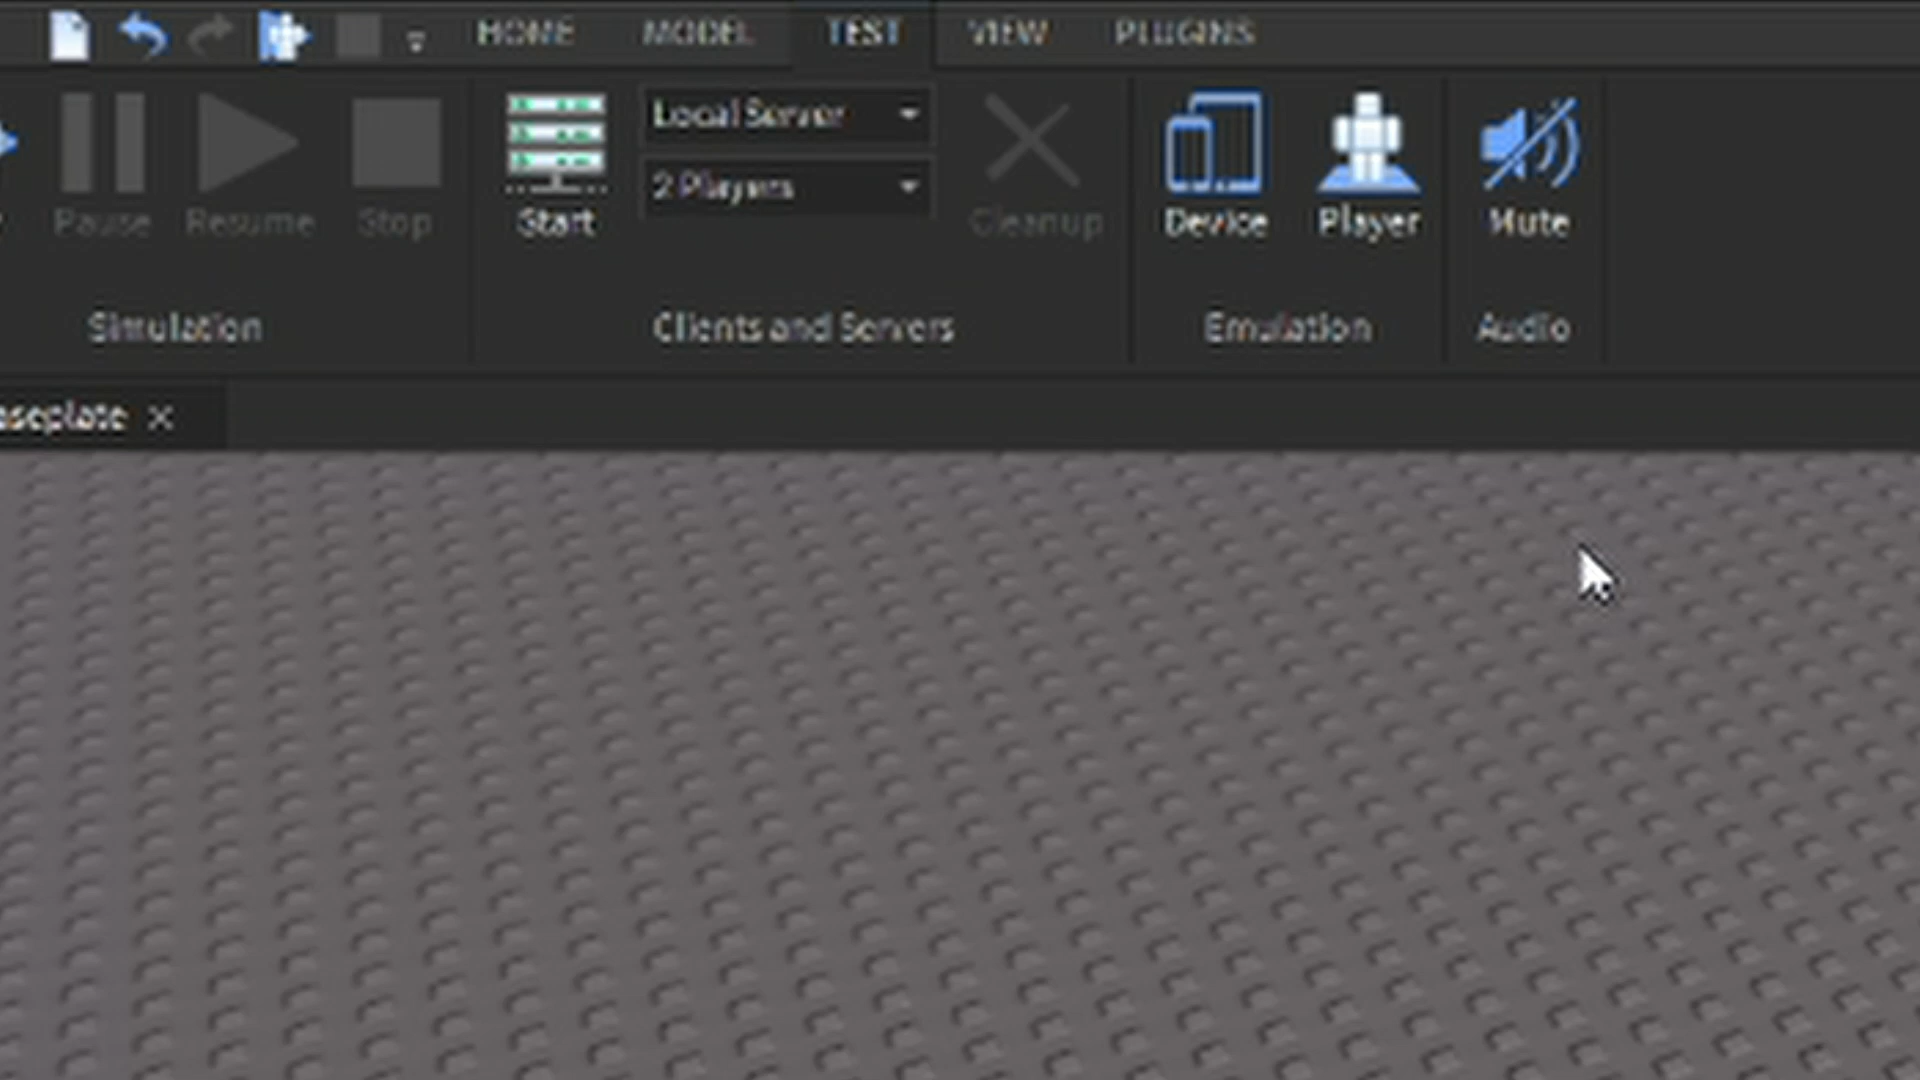 HOME MODEL TEST VIEW PLUGINS
Local Server
2 Players
Pause Resume Stop Start Cleanup Device Player Mute
Simulation Clients and Servers Emulation Audio
aseplate